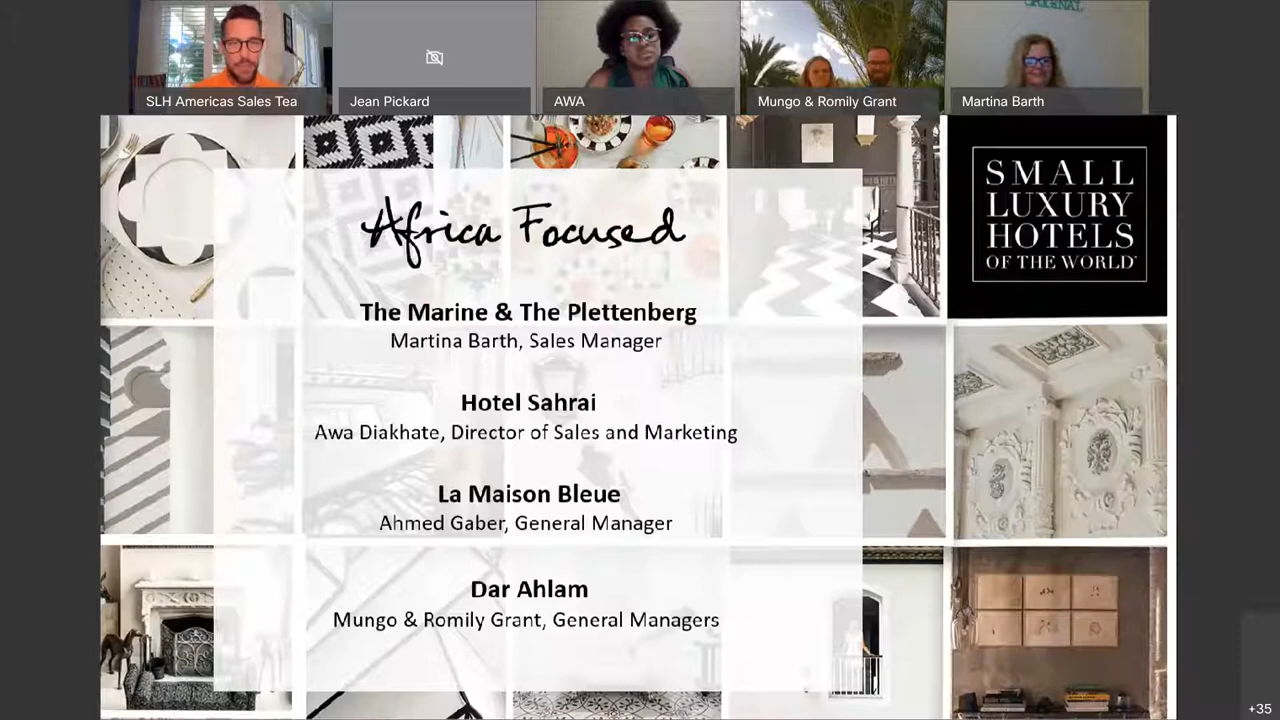 ORIGINAL
SLH Americas Sales Tea
Jean Pickard
AWA
Mungo & Romily Grant
Martina Barth
SMALL
LUXURY
HOTELS
OF THE WORLD
Africa Focused
The Marine & The Plettenberg
Martina Barth, Sales Manager
Hotel Sahrai
Awa Diakhate, Director of Sales and Marketing
La Maison Bleue
Ahmed Gaber, General Manager
Dar Ahlam
Mungo & Romily Grant, General Managers
+35